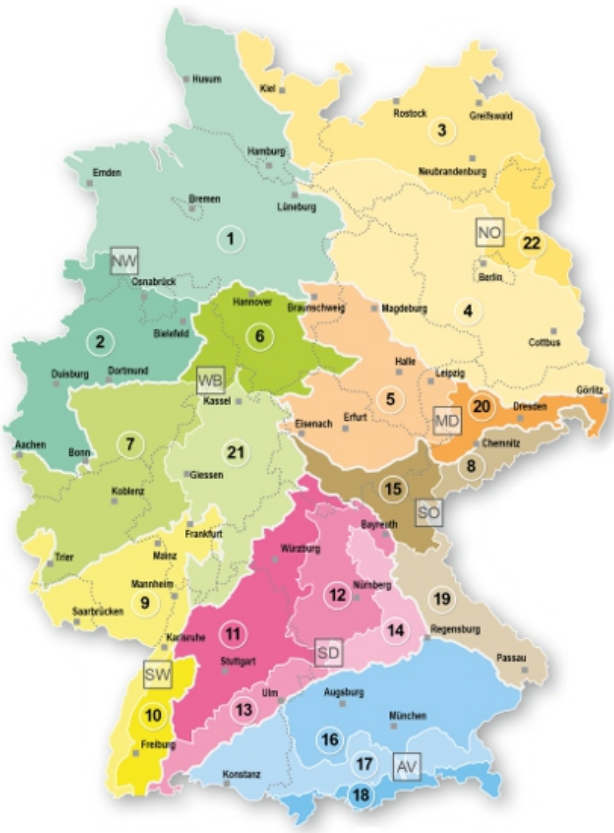 Husum
Kiel
Rostock
Greifswald
3
Hamburg
Neubrandenburg
Emden
Bremen
Lüneburg
1
NO
22
NW
Berlin
Osnabrück
Hannover
Braunschweig
Magdeburg
4
2
Bielefeld
6
Cottbus
Duisburg
Dortmund
Halle
Leipzig
WB
Kassel
5
20
Görlitz
Dresden
MD
Eisenach
Erfurt
Chemnitz
Aachen
Bonn
7
21
8
Giessen
15
Koblenz
SO
Frankfurt
Bayreuth
Trier
Mainz
Würzburg
Mannheim
12
Nürnberg
19
9
Saarbrücken
11
14
Regensburg
Karlsruhe
SD
Passau
SW
Stuttgart
Ulm
Augsburg
10
13
München
16
Freiburg
17
AV
Konstanz
18